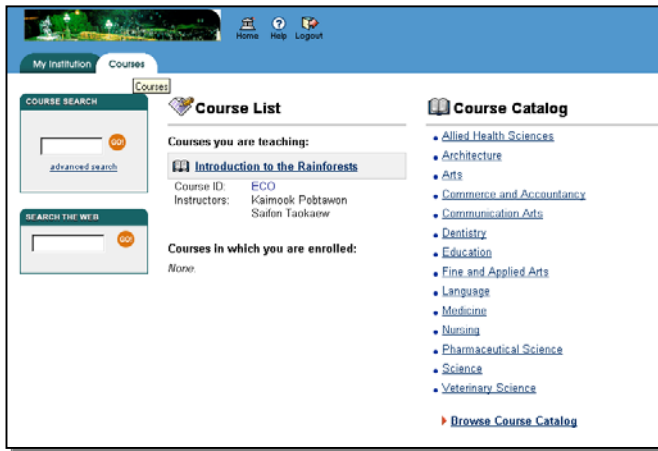 Home Help Logout
My Institution Courses
Courses
COURSE SEARCH
GO!
advanced search
SEARCH THE WEB
GO!
Course List
Courses you are teaching:
Introduction to the Rainforests
Course ID: ECO
Instructors: Kaimook Pobtawon
Saifon Taokaew
Courses in which you are enrolled:
None.
Course Catalog
Allied Health Sciences
Architecture
Arts
Commerce and Accountancy
Communication Arts
Dentistry
Education
Fine and Applied Arts
Language
Medicine
Nursing
Pharmaceutical Science
Science
Veterinary Science
Browse Course Catalog